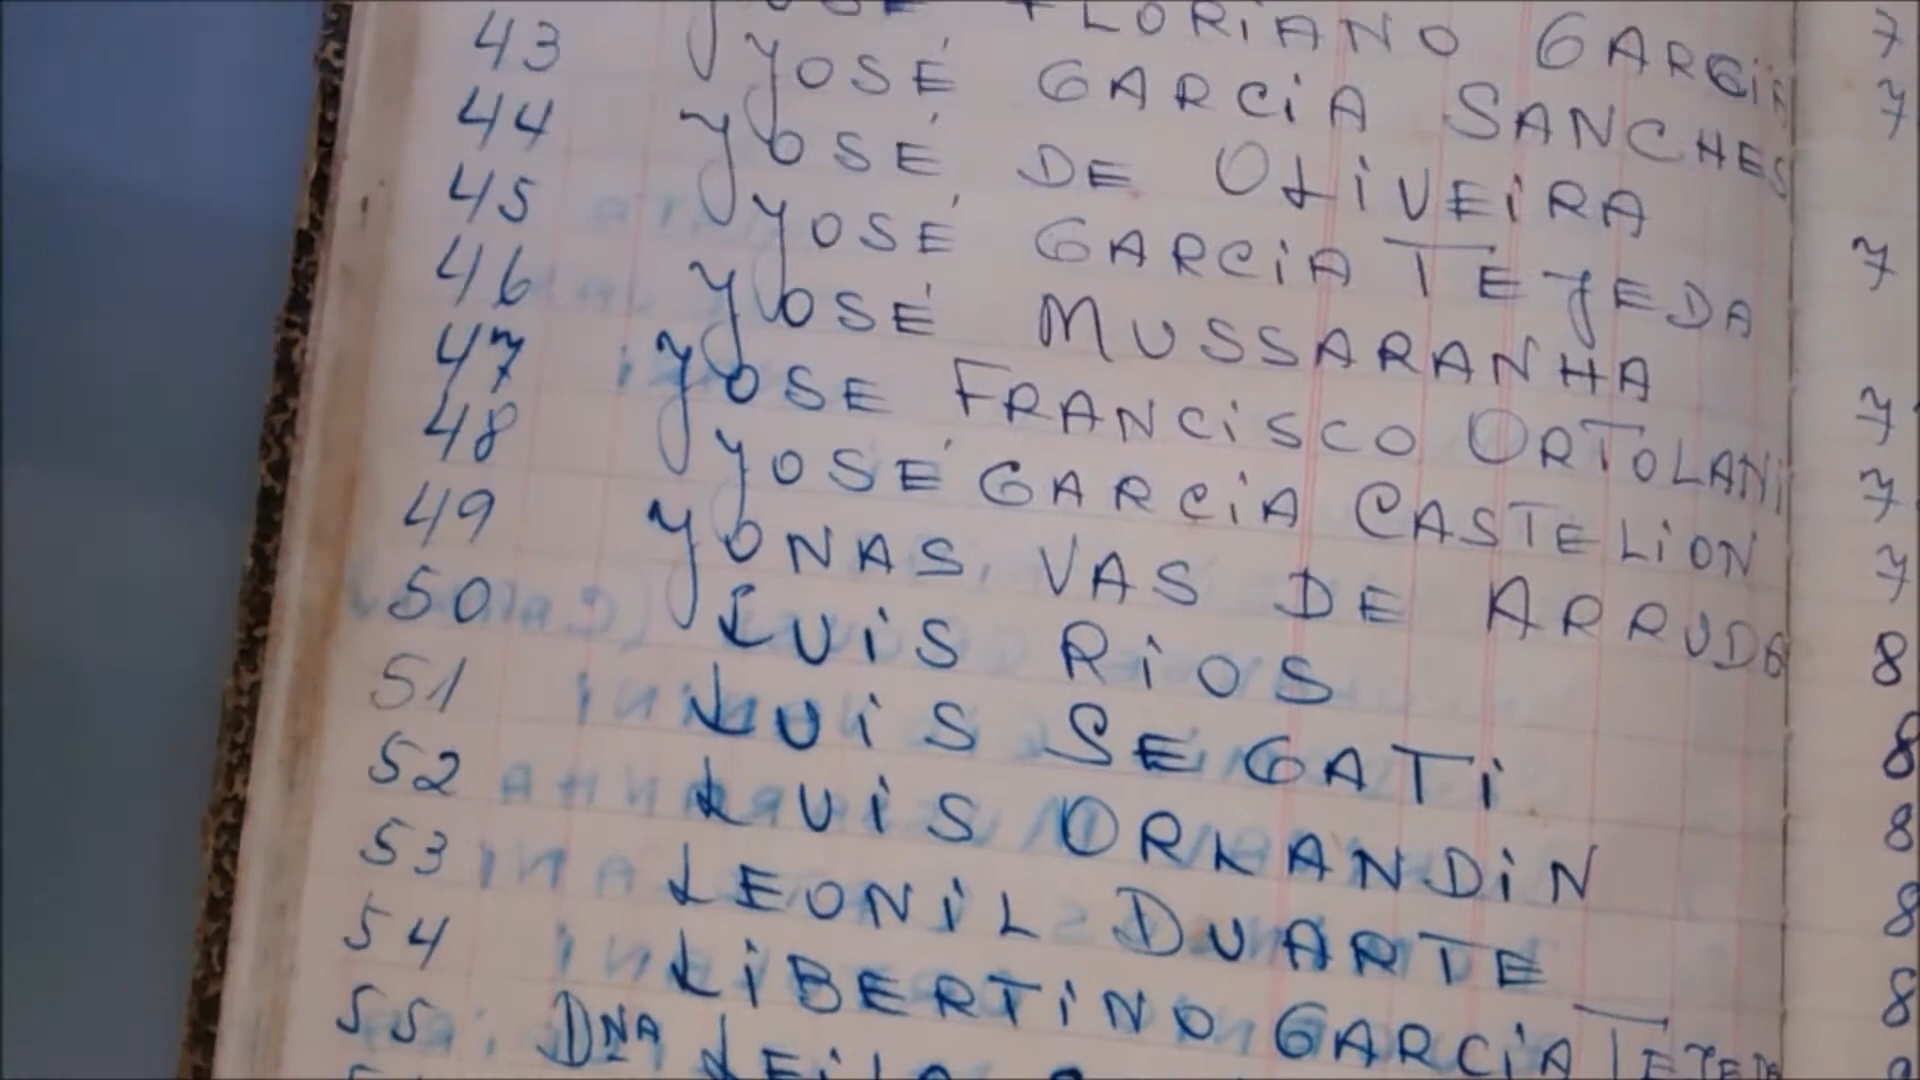 7
JOSE FLORIANO GARCIA 7
43 JOSÉ GARCIA SANCHES
44 JOSÉ DE OLIVEIRA 7
45 JOSÉ GARCIA TEJEDA
46 JOSÉ MUSSARANHA 7
47 JOSE FRANCISCO ORTOLANI 7
48 JOSÉ GARCIA CASTELION 7
49 JONAS VAS DE ARRUDA 8
50 LUIS RIOS 8
51 LUIS SEGATI 8
52 LUIS ORLANDIN 8
53 LEONIL DUARTE 8
54 LIBERTINO GARCIA TEJEDA
55 DNA LEILA